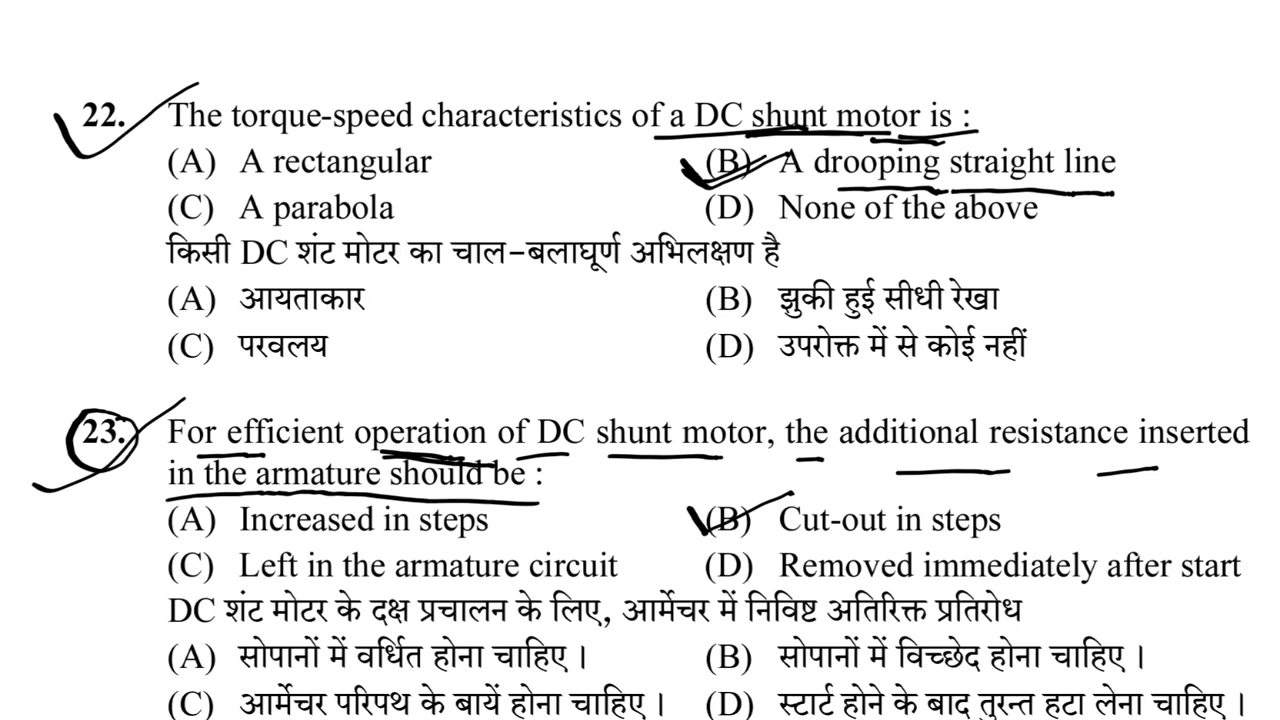 22. The torque-speed characteristics of a DC shunt motor is :
(A) A rectangular (B) A drooping straight line
(C) A parabola (D) None of the above
किसी DC शंट मोटर का चाल-बलाघूर्ण अभिलक्षण है
(A) आयताकार (B) झुकी हुई सीधी रेखा
(C) परवलय (D) उपरोक्त में से कोई नहीं
23. For efficient operation of DC shunt motor, the additional resistance inserted
in the armature should be :
(A) Increased in steps (B) Cut-out in steps
(C) Left in the armature circuit (D) Removed immediately after start
DC शंट मोटर के दक्ष प्रचालन के लिए, आर्मेचर में निविष्ट अतिरिक्त प्रतिरोध
(A) सोपानों में वर्धित होना चाहिए । (B) सोपानों में विच्छेद होना चाहिए ।
(C) आर्मेचर परिपथ के बायें होना चाहिए । (D) स्टार्ट होने के बाद तुरन्त हटा लेना चाहिए ।